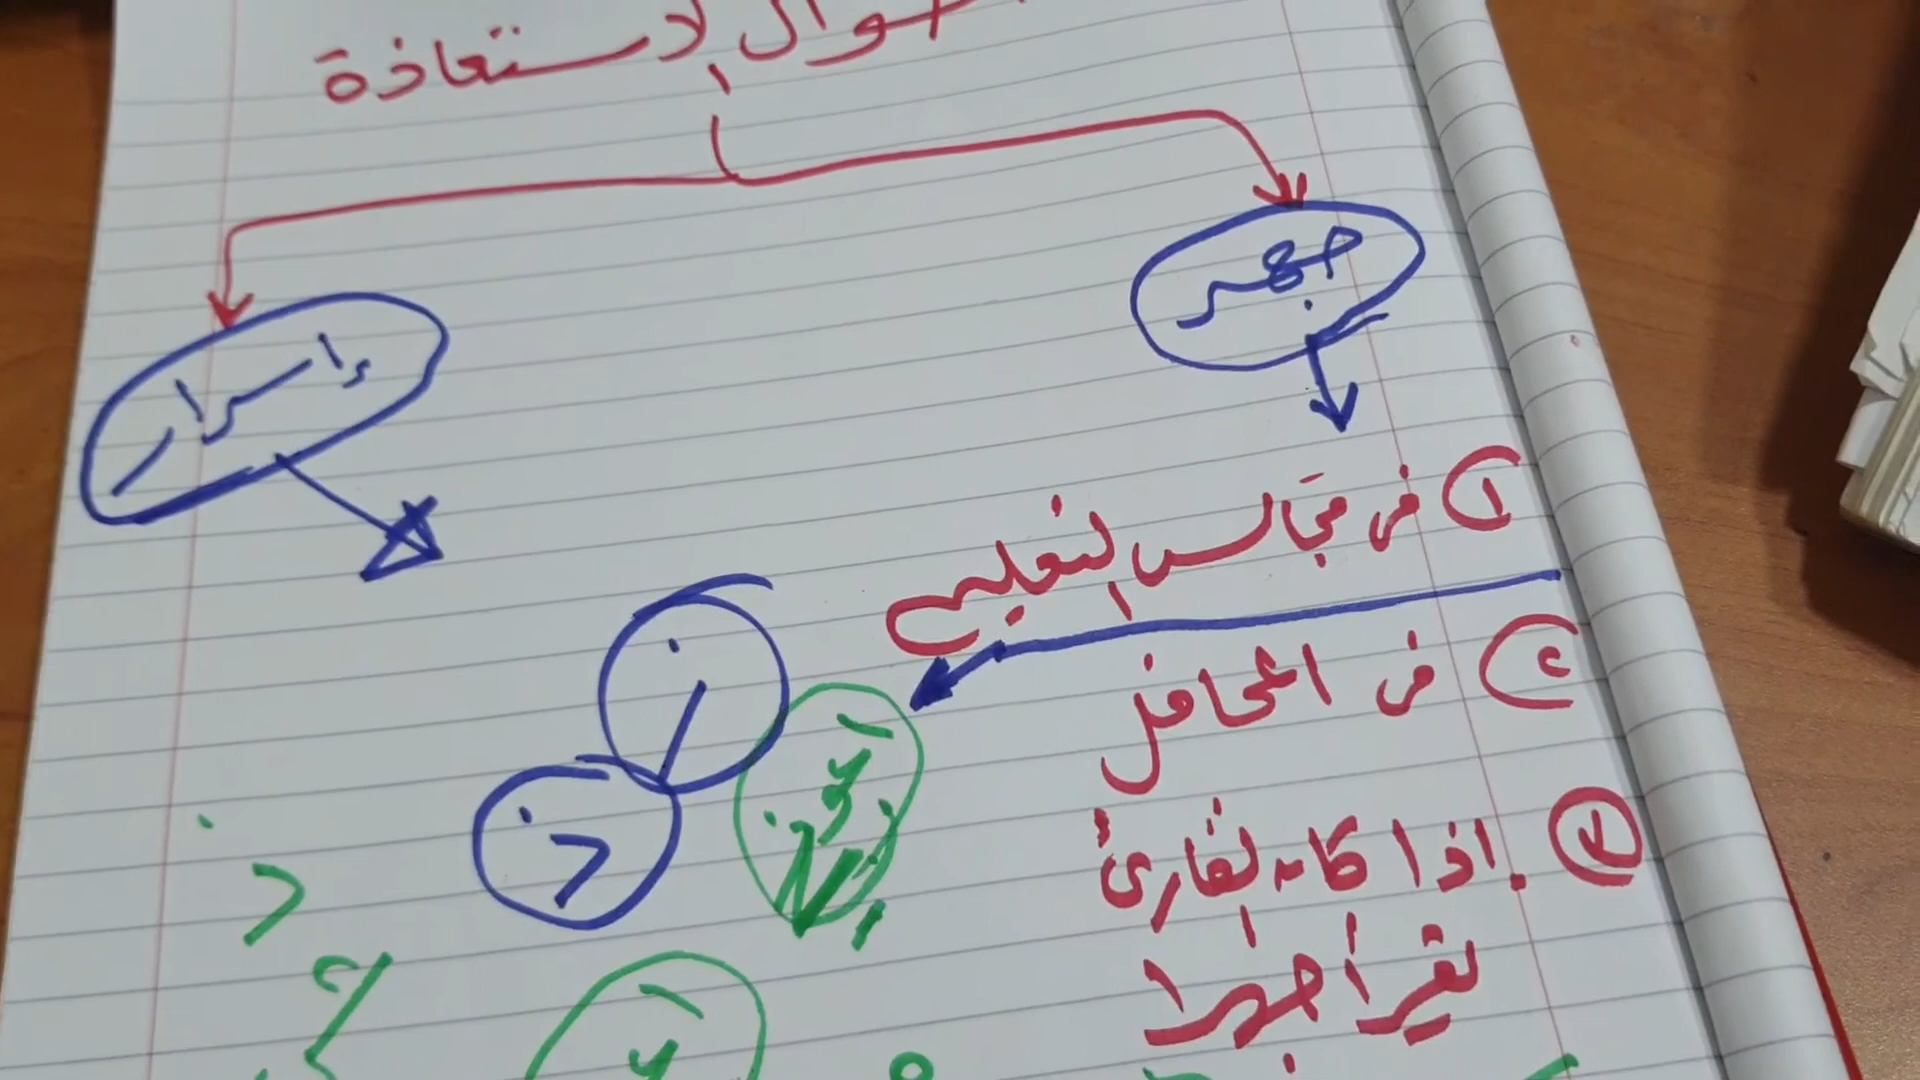 أحوال الاستعاذة
جهر
إسرار
١ في مجالس التعليم
٢ في المحافل
٣ إذا كان القارئ
يقرأ جهرا